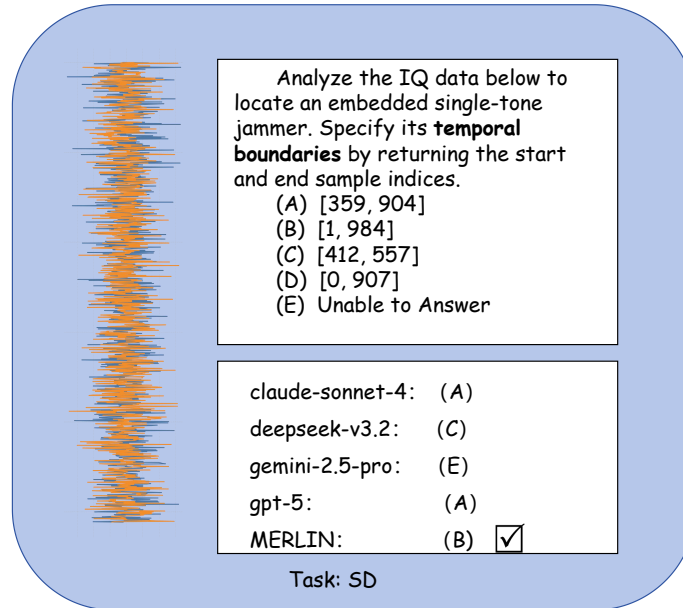 Analyze the IQ data below to
locate an embedded single-tone
jammer. Specify its temporal
boundaries by returning the start
and end sample indices.
(A) [359, 904]
(B) [1, 984]
(C) [412, 557]
(D) [0, 907]
(E) Unable to Answer
claude-sonnet-4: (A)
deepseek-v3.2: (C)
gemini-2.5-pro: (E)
gpt-5: (A)
MERLIN: (B) ☑
Task: SD